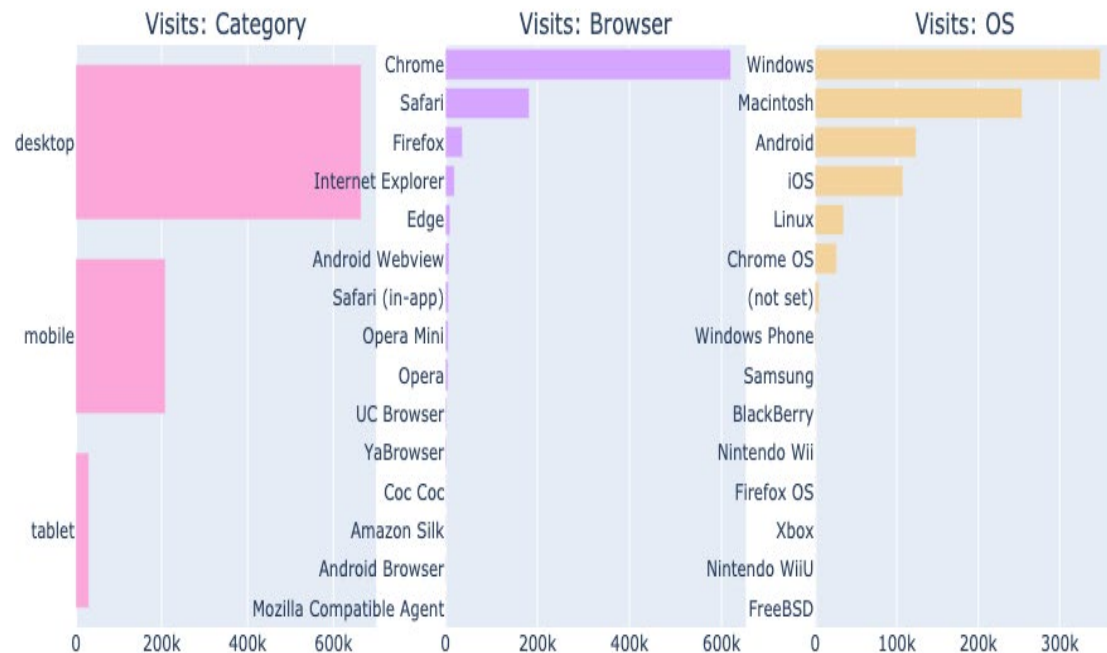 Visits: Category
desktop
mobile
tablet
0 200k 400k 600k
Visits: Browser
Chrome
Safari
Firefox
Internet Explorer
Edge
Android Webview
Safari (in-app)
Opera Mini
Opera
UC Browser
YaBrowser
Coc Coc
Amazon Silk
Android Browser
Mozilla Compatible Agent
0 200k 400k 600k
Visits: OS
Windows
Macintosh
Android
iOS
Linux
Chrome OS
(not set)
Windows Phone
Samsung
BlackBerry
Nintendo Wii
Firefox OS
Xbox
Nintendo WiiU
FreeBSD
0 100k 200k 300k